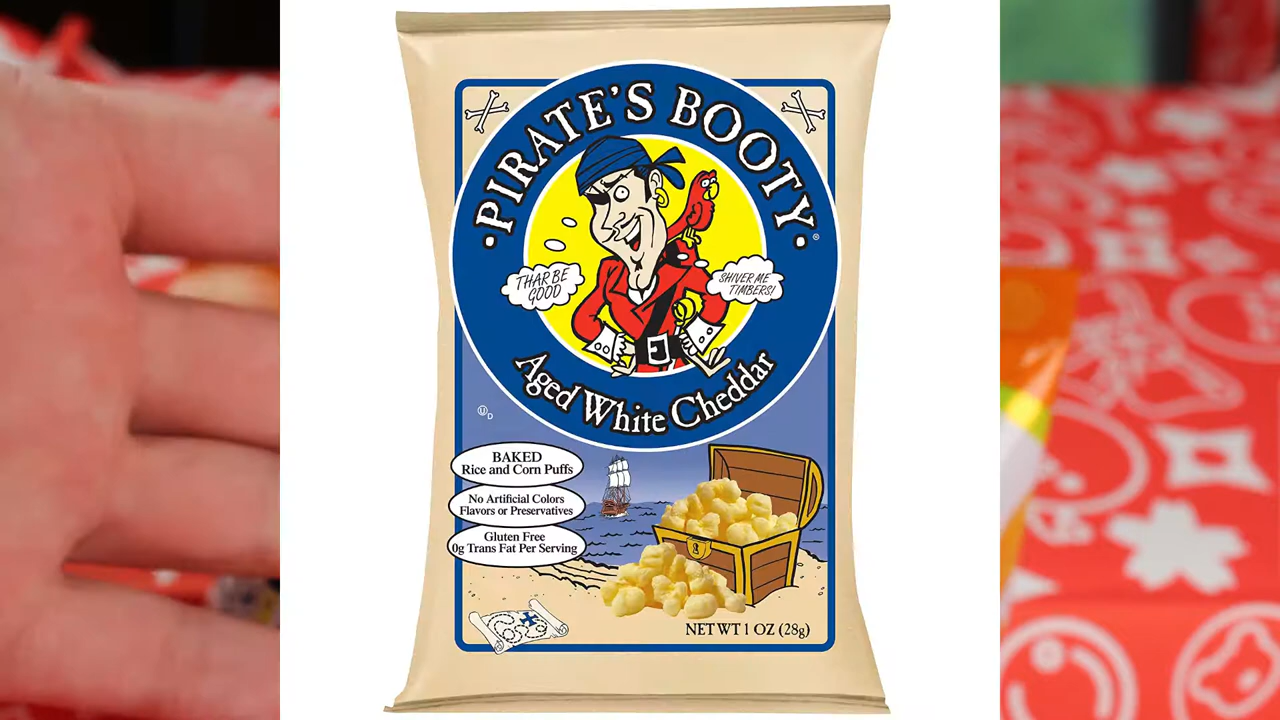 PIRATE'S BOOTY
®
THAR BE
GOOD
SHIVER ME
TIMBERS!
Aged White Cheddar
U D
BAKED
Rice and Corn Puffs
No Artificial Colors
Flavors or Preservatives
Gluten Free
0g Trans Fat Per Serving
NET WT 1 OZ (28g)